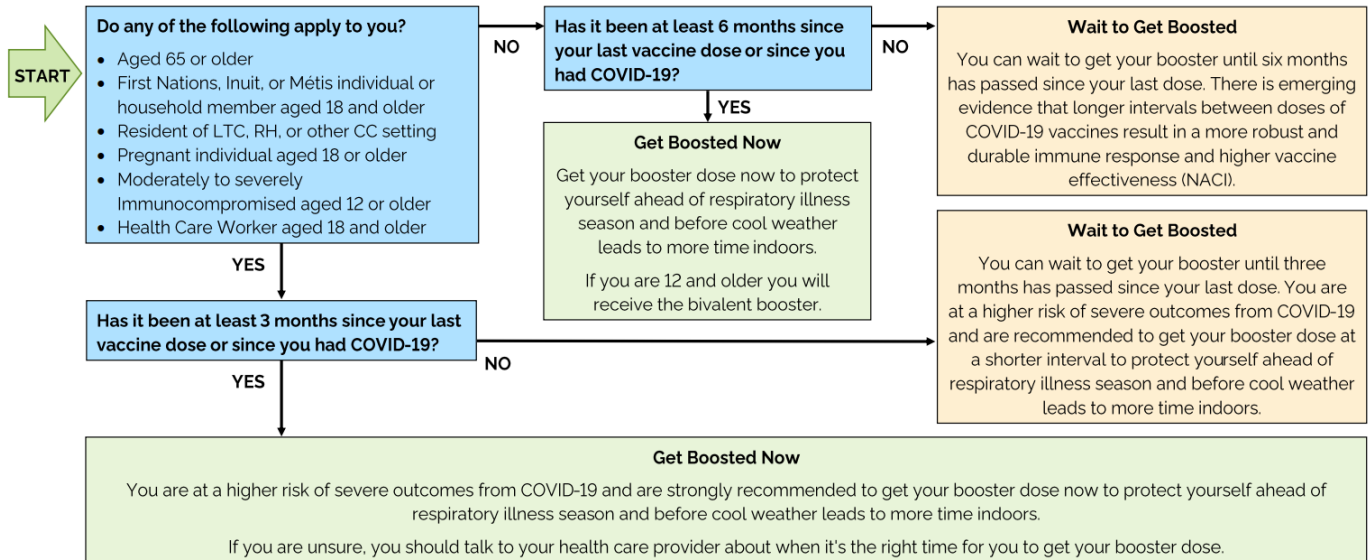 START
Do any of the following apply to you?
• Aged 65 or older
• First Nations, Inuit, or Métis individual or
household member aged 18 and older
• Resident of LTC, RH, or other CC setting
• Pregnant individual aged 18 or older
• Moderately to severely
Immunocompromised aged 12 or older
• Health Care Worker aged 18 and older
NO
Has it been at least 6 months since
your last vaccine dose or since you
had COVID-19?
NO
Wait to Get Boosted
You can wait to get your booster until six months
has passed since your last dose. There is emerging
evidence that longer intervals between doses of
COVID-19 vaccines result in a more robust and
durable immune response and higher vaccine
effectiveness (NACI).
YES
Get Boosted Now
Get your booster dose now to protect
yourself ahead of respiratory illness
season and before cool weather
leads to more time indoors.
If you are 12 and older you will
receive the bivalent booster.
YES
Has it been at least 3 months since your last
vaccine dose or since you had COVID-19?
NO
Wait to Get Boosted
You can wait to get your booster until three
months has passed since your last dose. You are
at a higher risk of severe outcomes from COVID-19
and are recommended to get your booster dose at
a shorter interval to protect yourself ahead of
respiratory illness season and before cool weather
leads to more time indoors.
YES
Get Boosted Now
You are at a higher risk of severe outcomes from COVID-19 and are strongly recommended to get your booster dose now to protect yourself ahead of
respiratory illness season and before cool weather leads to more time indoors.
If you are unsure, you should talk to your health care provider about when it's the right time for you to get your booster dose.